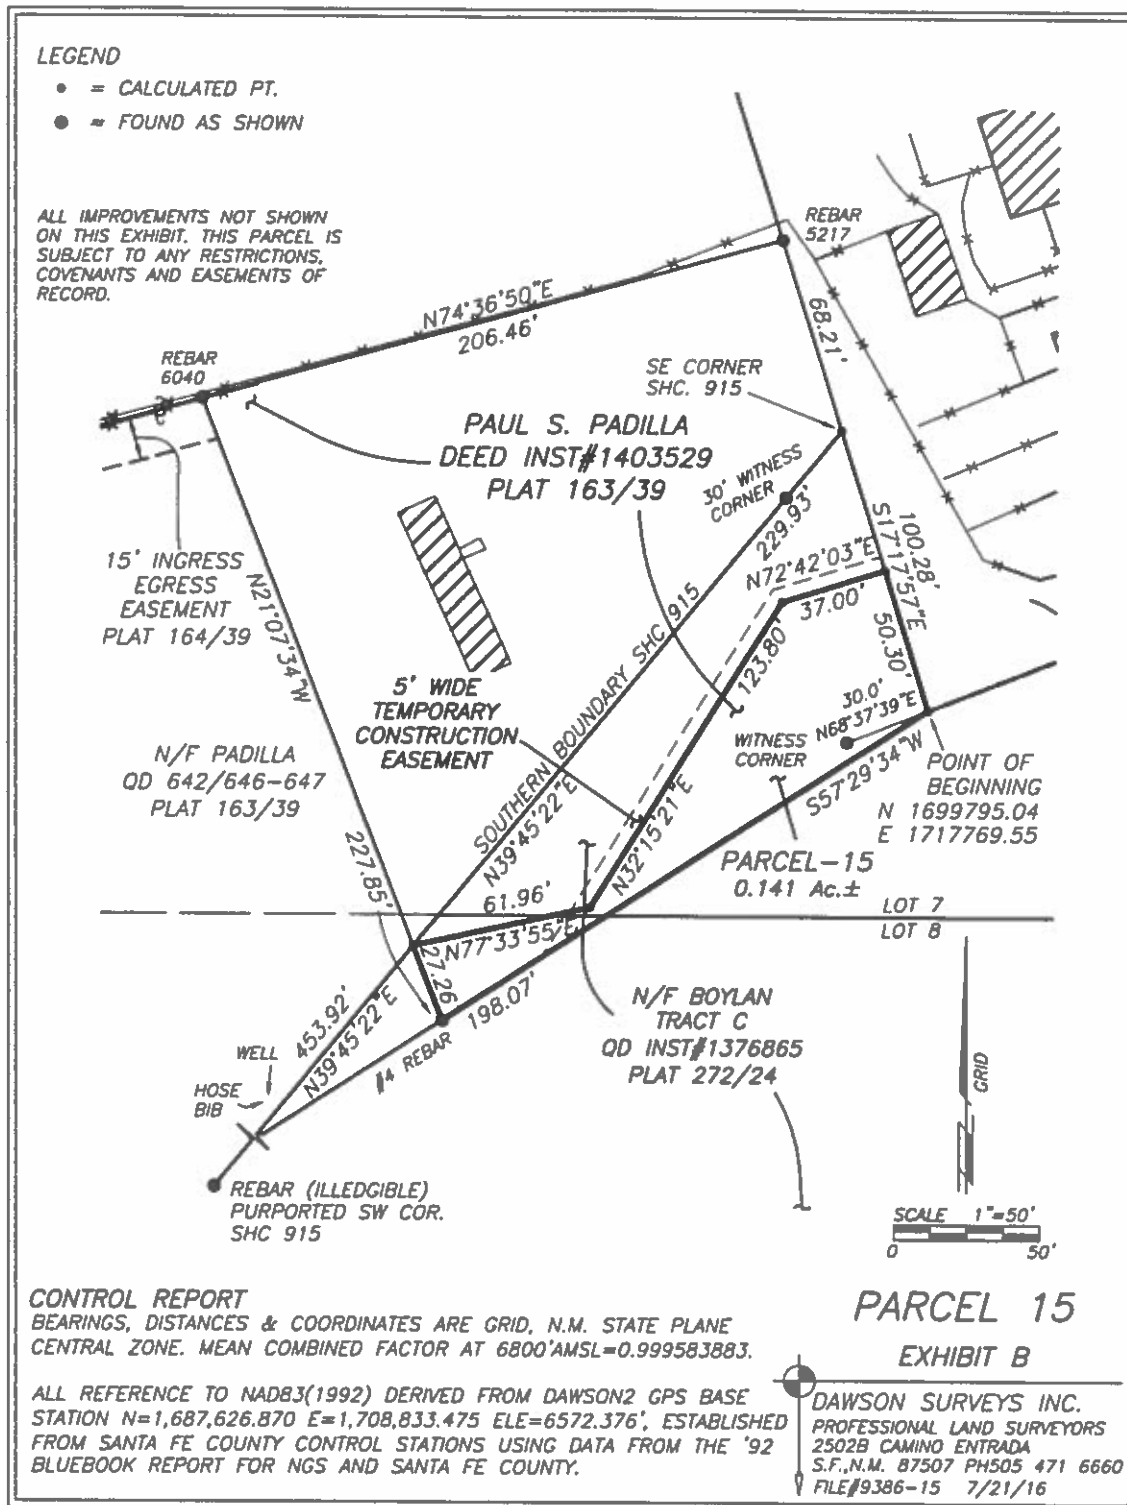 LEGEND
• = CALCULATED PT.
● = FOUND AS SHOWN
ALL IMPROVEMENTS NOT SHOWN
ON THIS EXHIBIT. THIS PARCEL IS
SUBJECT TO ANY RESTRICTIONS,
COVENANTS AND EASEMENTS OF
RECORD.
REBAR
5217
N74°36'50"E
206.46'
68.21'
REBAR
6040
SE CORNER
SHC. 915
PAUL S. PADILLA
DEED INST#1403529
PLAT 163/39
30' WITNESS
CORNER
229.93'
15' INGRESS
EGRESS
EASEMENT
PLAT 164/39
N21°07'34"W
227.85'
N72°42'03"E
37.00'
100.28'
S17°17'57"E
50.30'
123.80'
SOUTHERN BOUNDARY SHC 915
N39°45'22"E
5' WIDE
TEMPORARY
CONSTRUCTION
EASEMENT
30.0'
N68°37'39"E
WITNESS
CORNER
S57°29'34"W
N32°15'21"E
N/F PADILLA
QD 642/646-647
PLAT 163/39
POINT OF
BEGINNING
N 1699795.04
E 1717769.55
PARCEL-15
0.141 Ac.±
61.96'
N77°33'55"E
LOT 7
LOT 8
27.26
198.07'
453.92'
N39°45'22"E
#4 REBAR
WELL
HOSE
BIB
N/F BOYLAN
TRACT C
QD INST#1376865
PLAT 272/24
GRID
REBAR (ILLEDGIBLE)
PURPORTED SW COR.
SHC 915
SCALE 1"=50'
0 50'
CONTROL REPORT
BEARINGS, DISTANCES & COORDINATES ARE GRID, N.M. STATE PLANE
CENTRAL ZONE. MEAN COMBINED FACTOR AT 6800'AMSL=0.999583883.
ALL REFERENCE TO NAD83(1992) DERIVED FROM DAWSON2 GPS BASE
STATION N=1,687,626.870 E=1,708,833.475 ELE=6572.376', ESTABLISHED
FROM SANTA FE COUNTY CONTROL STATIONS USING DATA FROM THE '92
BLUEBOOK REPORT FOR NGS AND SANTA FE COUNTY.
PARCEL 15
EXHIBIT B
DAWSON SURVEYS INC.
PROFESSIONAL LAND SURVEYORS
2502B CAMINO ENTRADA
S.F.,N.M. 87507 PH505 471 6660
FILE#9386-15 7/21/16